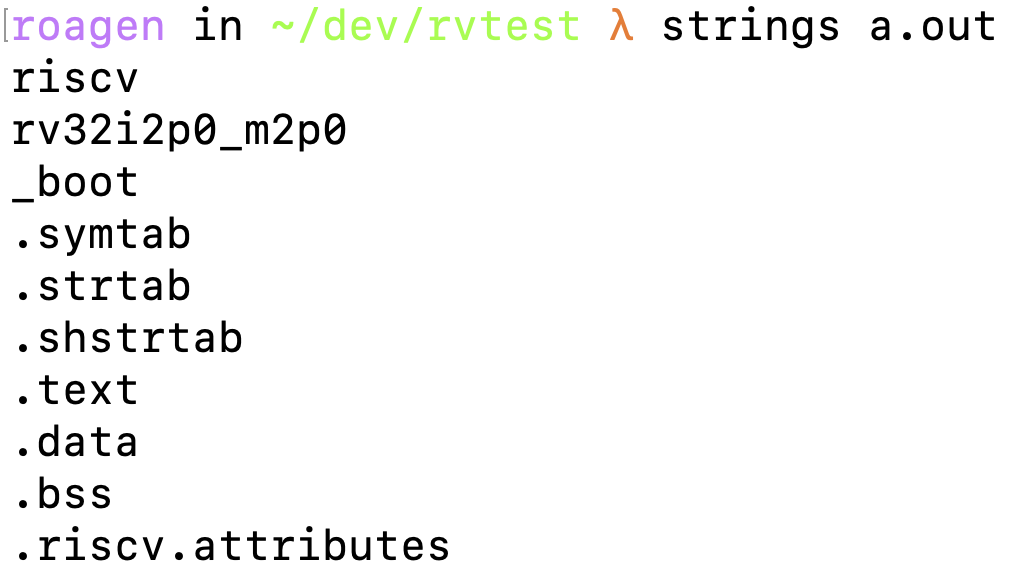 [roagen in ~/dev/rvtest λ strings a.out
riscv
rv32i2p0_m2p0
_boot
.symtab
.strtab
.shstrtab
.text
.data
.bss
.riscv.attributes